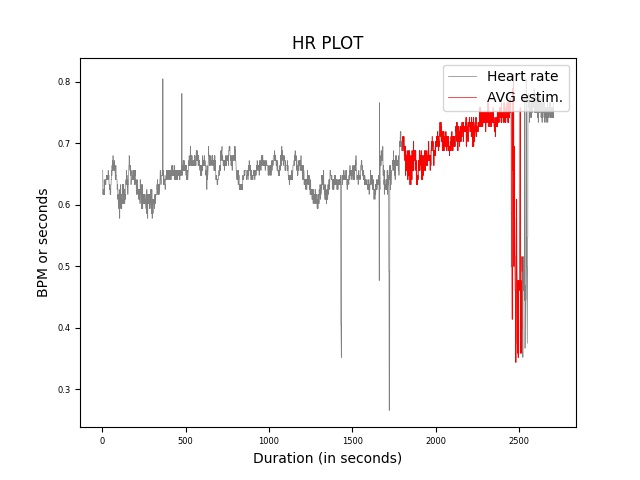 HR PLOT
Heart rate
AVG estim.
0.8
0.7
0.6
0.5
0.4
0.3
BPM or seconds
0 500 1000 1500 2000 2500
Duration (in seconds)